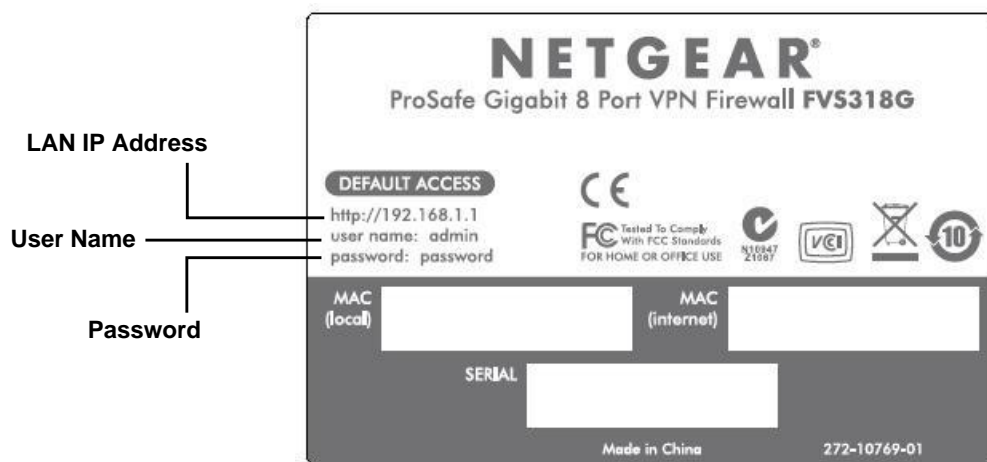 NETGEAR®
ProSafe Gigabit 8 Port VPN Firewall FVS318G
LAN IP Address
User Name
Password
DEFAULT ACCESS
http://192.168.1.1
user name: admin
password: password
CE
FC Tested To Comply
With FCC Standards
FOR HOME OR OFFICE USE
N10947
Z1087
VCI
10
MAC
(local)
MAC
(internet)
SERIAL
Made in China
272-10769-01